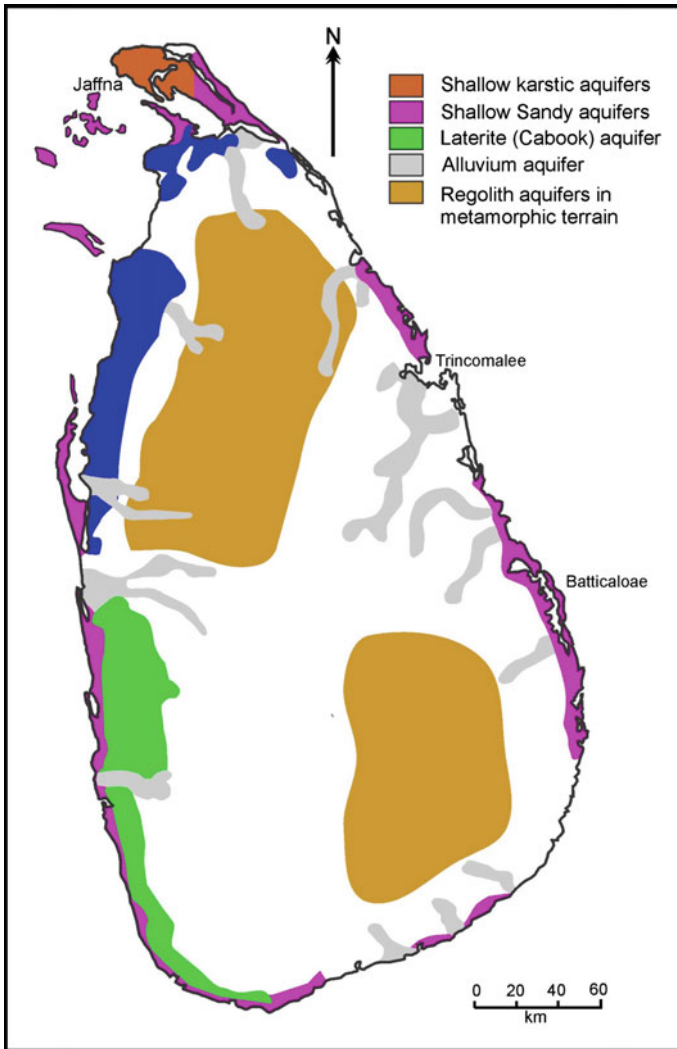 N
Jaffna
Shallow karstic aquifers
Shallow Sandy aquifers
Laterite (Cabook) aquifer
Alluvium aquifer
Regolith aquifers in
metamorphic terrain
Trincomalee
Batticaloae
0 20 40 60
km